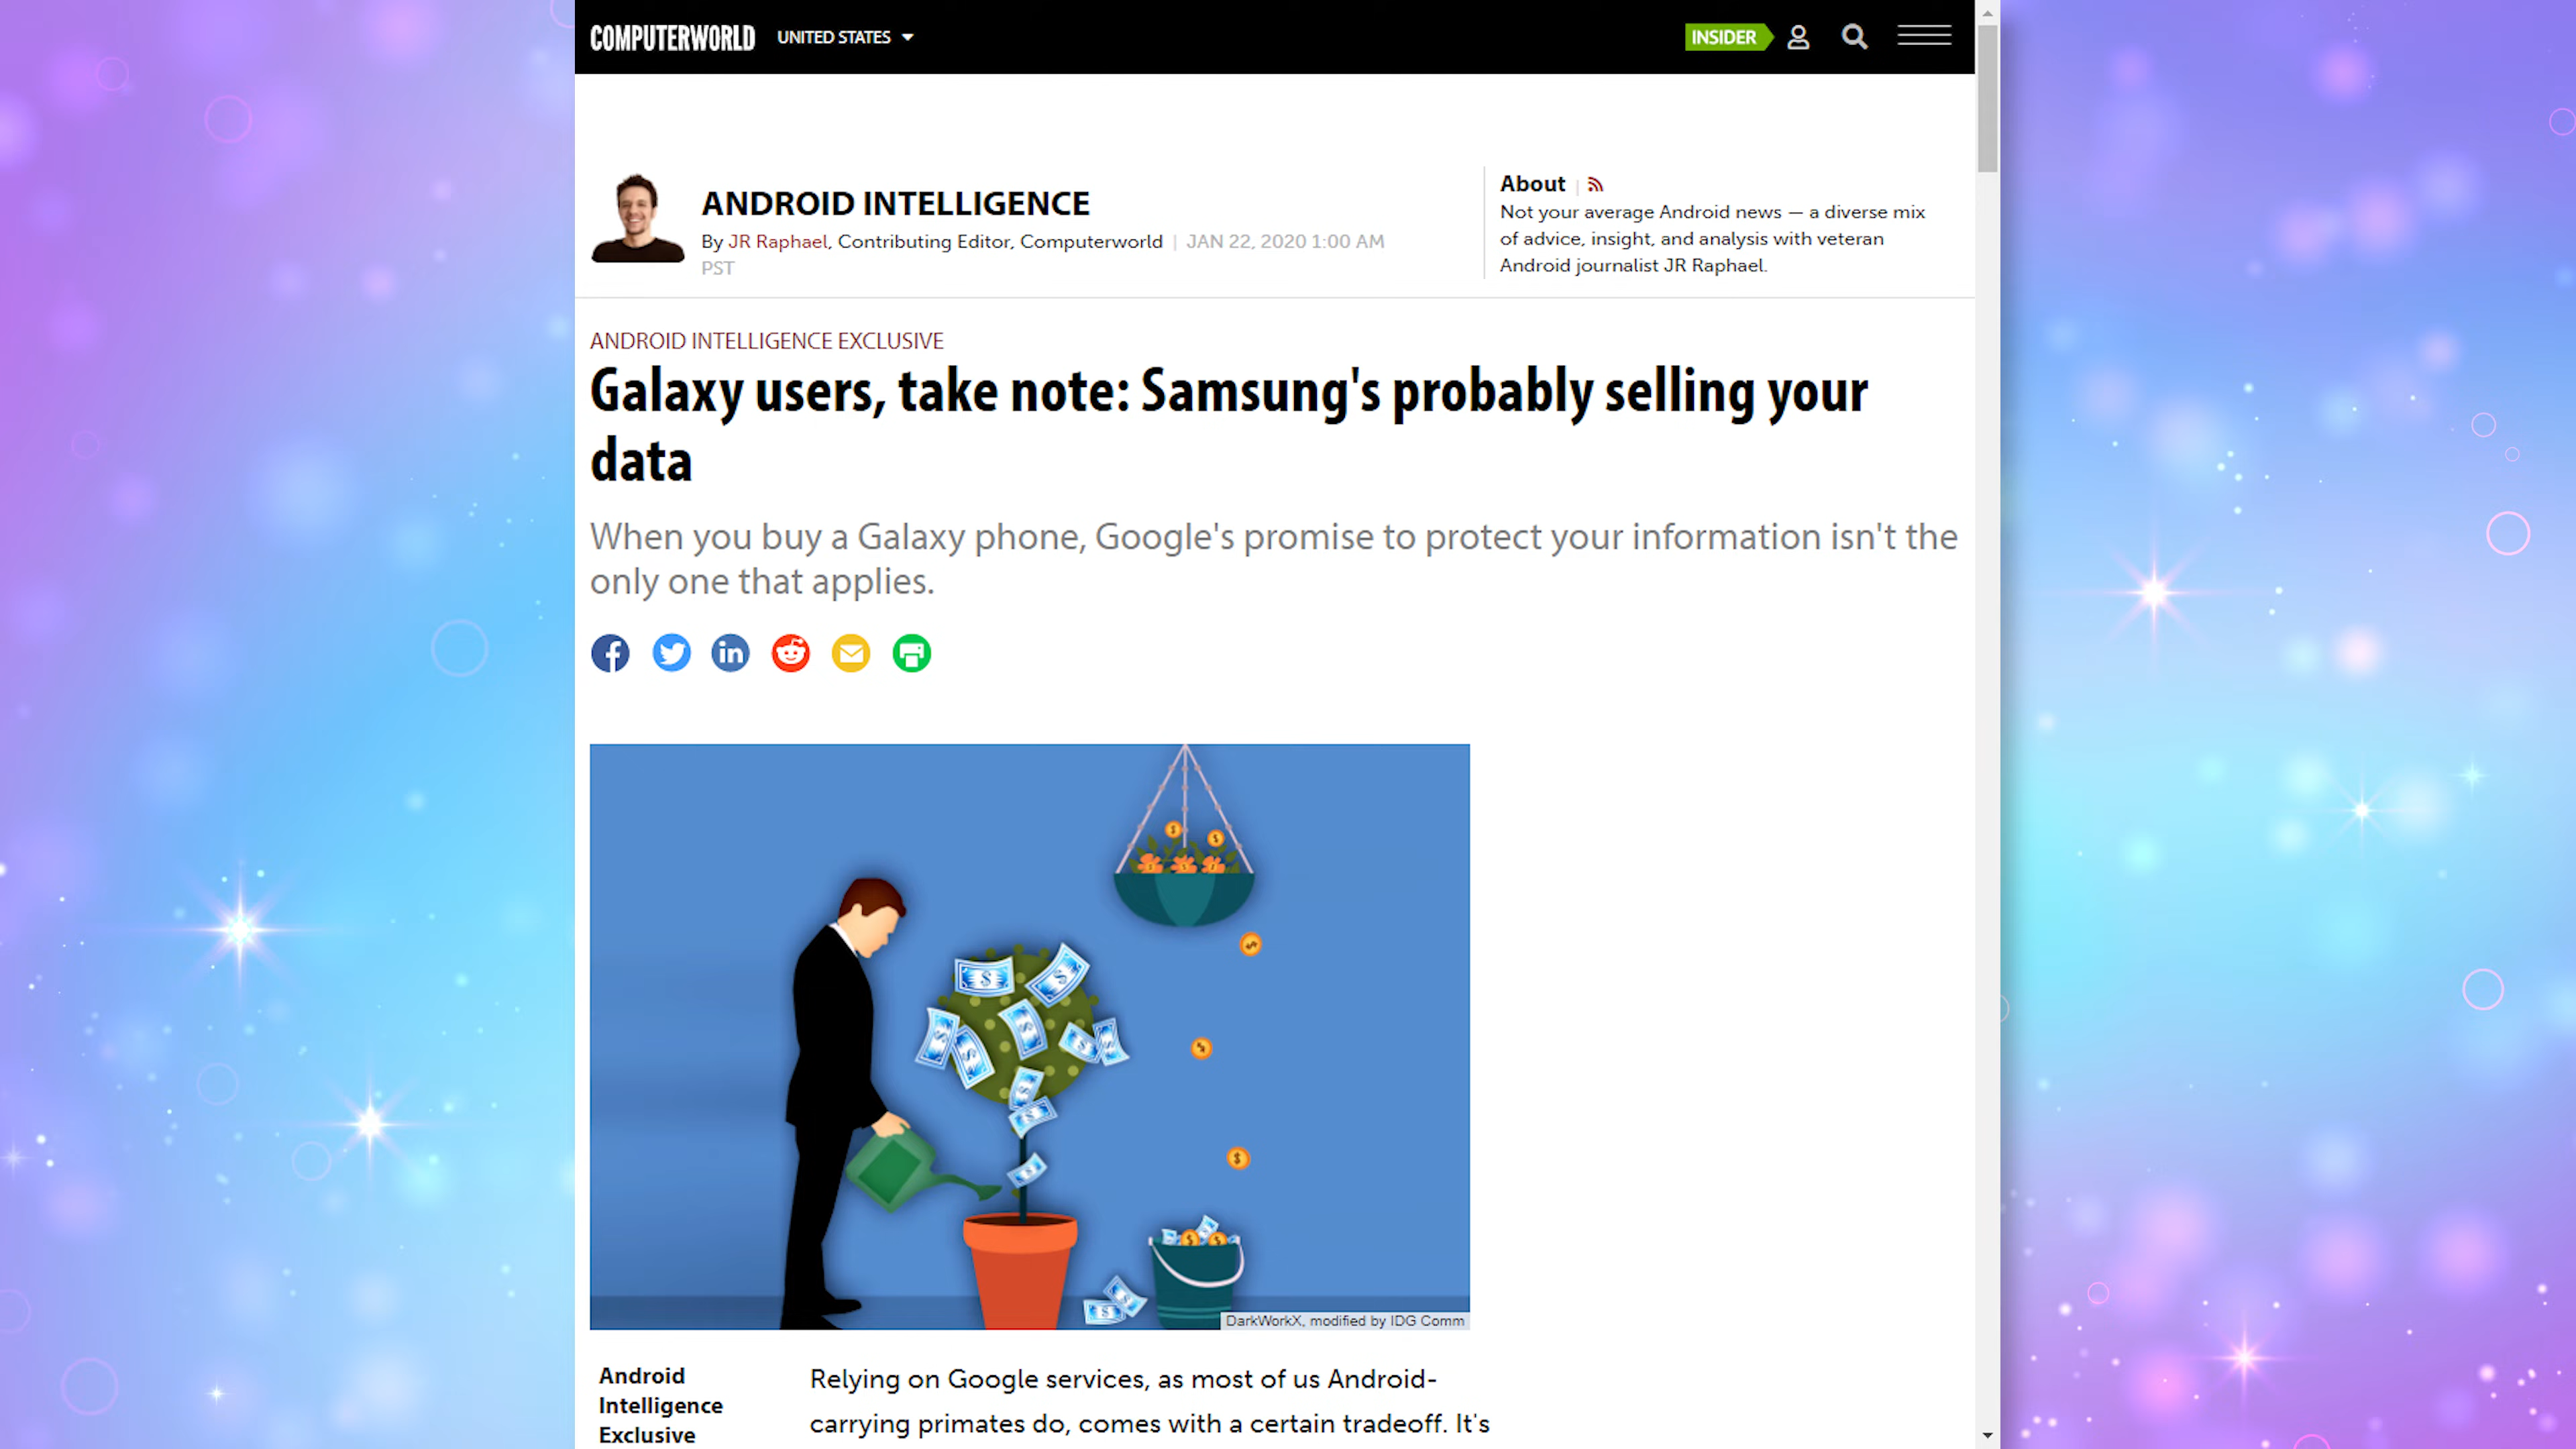 COMPUTERWORLD UNITED STATES INSIDER
ANDROID INTELLIGENCE
By JR Raphael, Contributing Editor, Computerworld | JAN 22, 2020 1:00 AM
PST
About
Not your average Android news — a diverse mix
of advice, insight, and analysis with veteran
Android journalist JR Raphael.
ANDROID INTELLIGENCE EXCLUSIVE
Galaxy users, take note: Samsung's probably selling your
data
When you buy a Galaxy phone, Google's promise to protect your information isn't the
only one that applies.
DarkWorkX, modified by IDG Comm
Android
Intelligence
Exclusive
Relying on Google services, as most of us Android-
carrying primates do, comes with a certain tradeoff. It's